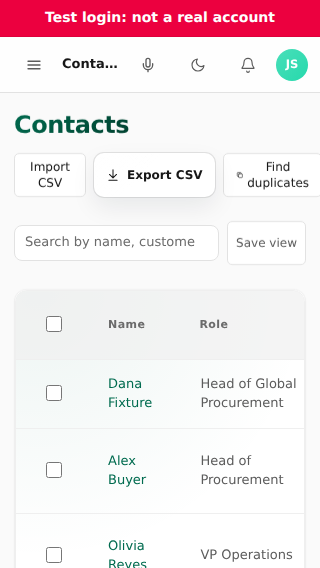 Test login: not a real account
Conta...
JS
Contacts
Import
CSV
Export CSV
Find
duplicates
Search by name, custome
Save view
Name
Role
Dana
Fixture
Head of Global
Procurement
Alex
Buyer
Head of
Procurement
Olivia
Reyes
VP Operations